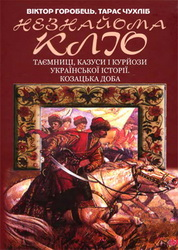 ВІКТОР ГОРОБЕЦЬ, ТАРАС ЧУХЛІБ
НЕЗНАЙОМА
КЛІО
ТАЄМНИЦІ, КАЗУСИ І КУРЙОЗИ
УКРАЇНСЬКОЇ ІСТОРІЇ.
КОЗАЦЬКА ДОБА